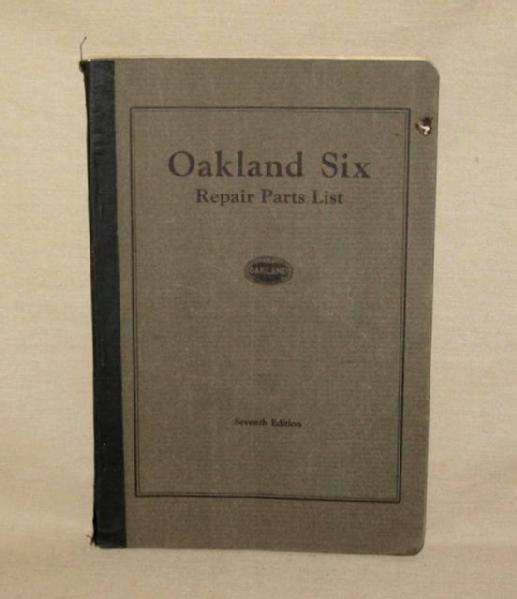 Oakland Six
Repair Parts List
OAKLAND
Seventh Edition